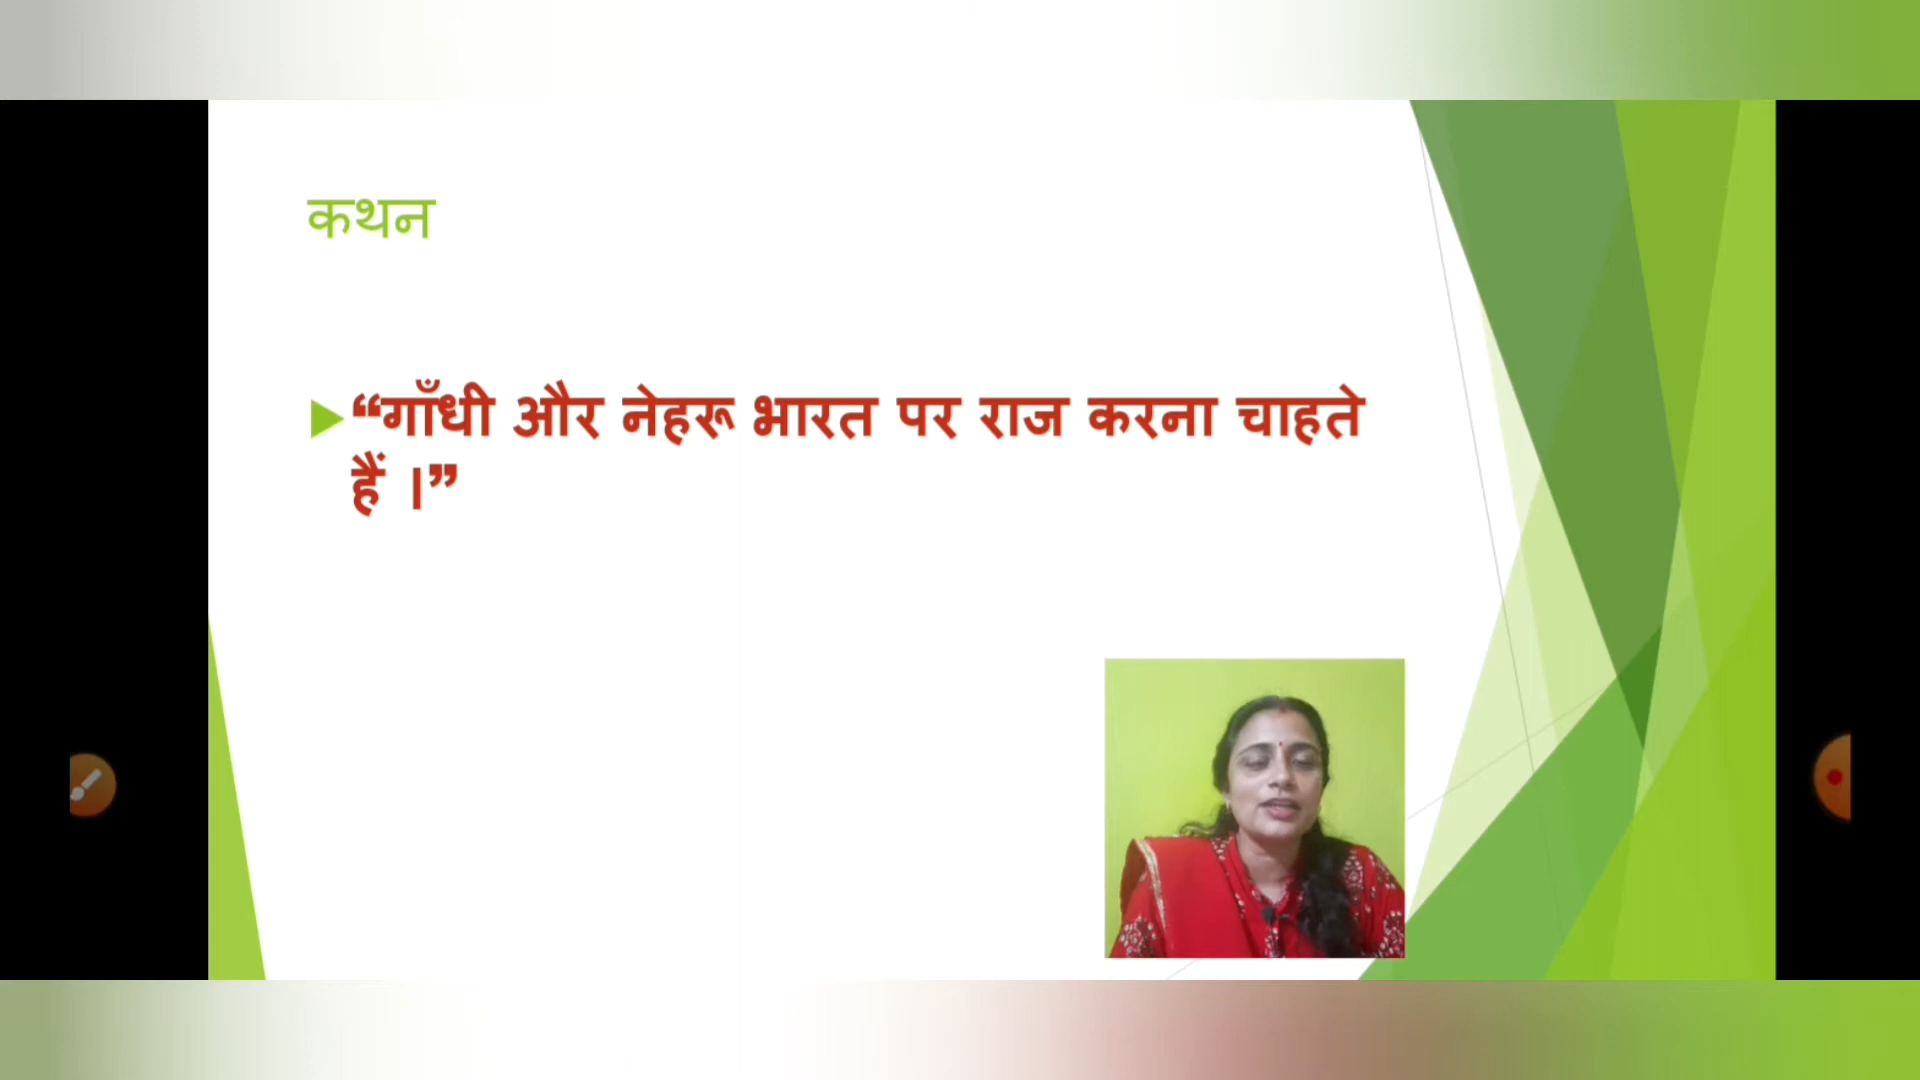 कथन
“गाँधी और नेहरू भारत पर राज करना चाहते
हैं ।”